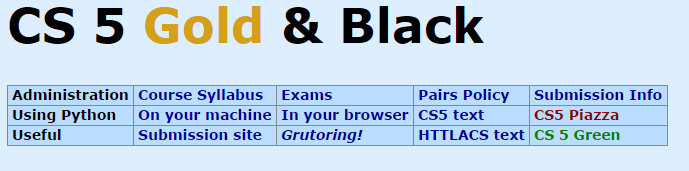 CS 5 Gold & Black
Administration Course Syllabus Exams Pairs Policy Submission Info
Using Python On your machine In your browser CS5 text CS5 Piazza
Useful Submission site Grutoring! HTTLACS text CS 5 Green